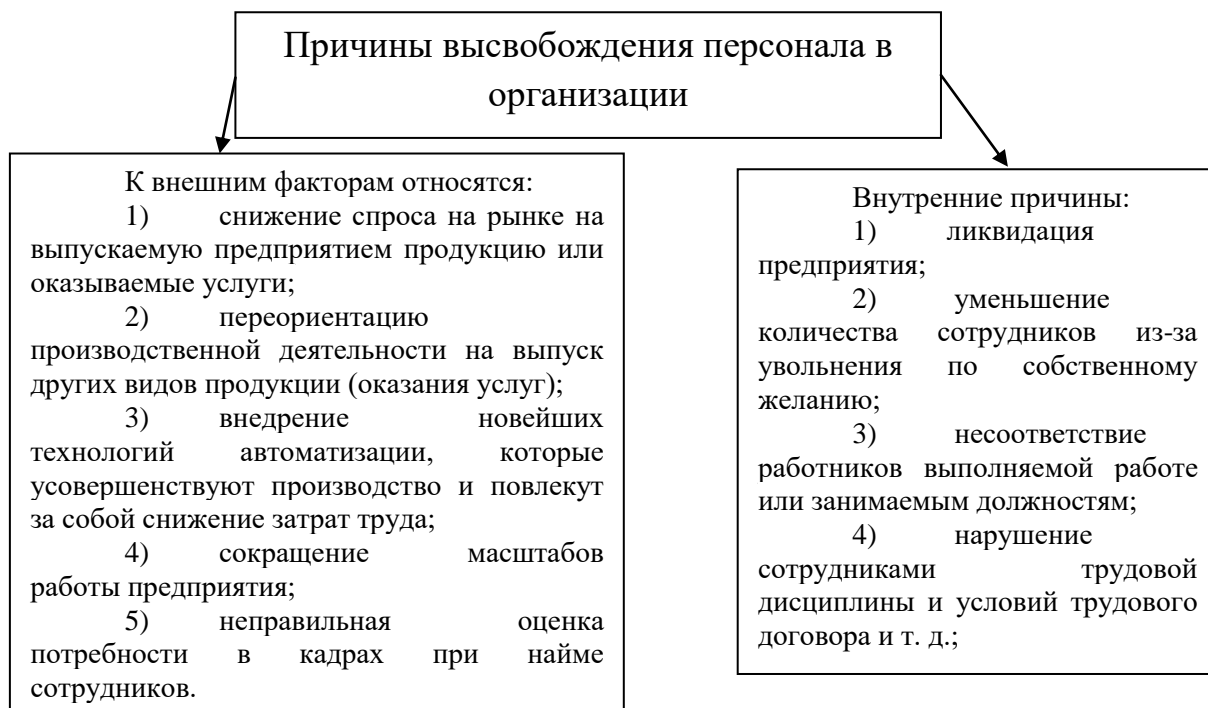 Причины высвобождения персонала в
организации
К внешним факторам относятся:
1) снижение спроса на рынке на
выпускаемую предприятием продукцию или
оказываемые услуги;
2) переориентацию
производственной деятельности на выпуск
других видов продукции (оказания услуг);
3) внедрение новейших
технологий автоматизации, которые
усовершенствуют производство и повлекут
за собой снижение затрат труда;
4) сокращение масштабов
работы предприятия;
5) неправильная оценка
потребности в кадрах при найме
сотрудников.
Внутренние причины:
1) ликвидация
предприятия;
2) уменьшение
количества сотрудников из-за
увольнения по собственному
желанию;
3) несоответствие
работников выполняемой работе
или занимаемым должностям;
4) нарушение
сотрудниками трудовой
дисциплины и условий трудового
договора и т. д.;